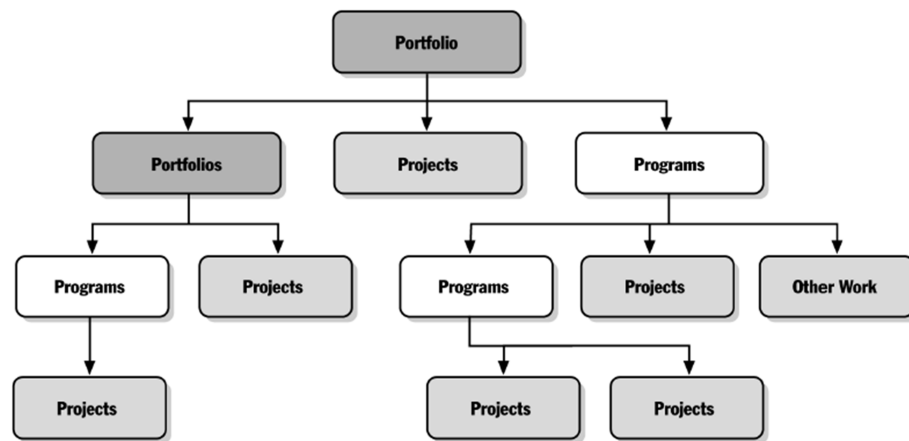 Portfolio
Portfolios
Projects
Programs
Programs
Projects
Programs
Projects
Other Work
Projects
Projects
Projects